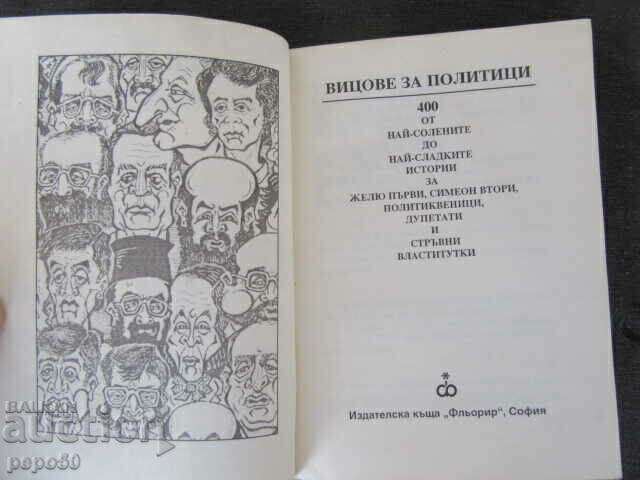 ВИЦОВЕ ЗА ПОЛИТИЦИ
400
ОТ
НАЙ-СОЛЕНИТЕ
ДО
НАЙ-СЛАДКИТЕ
ИСТОРИИ
ЗА
ЖЕЛЮ ПЪРВИ, СИМЕОН ВТОРИ,
ПОЛИТИКВЕНИЦИ,
ДУПЕТАТИ
И
СТРЪВНИ
ВЛАСТИТУТКИ
Издателска къща „Фльорир“, София
auction
pepo50